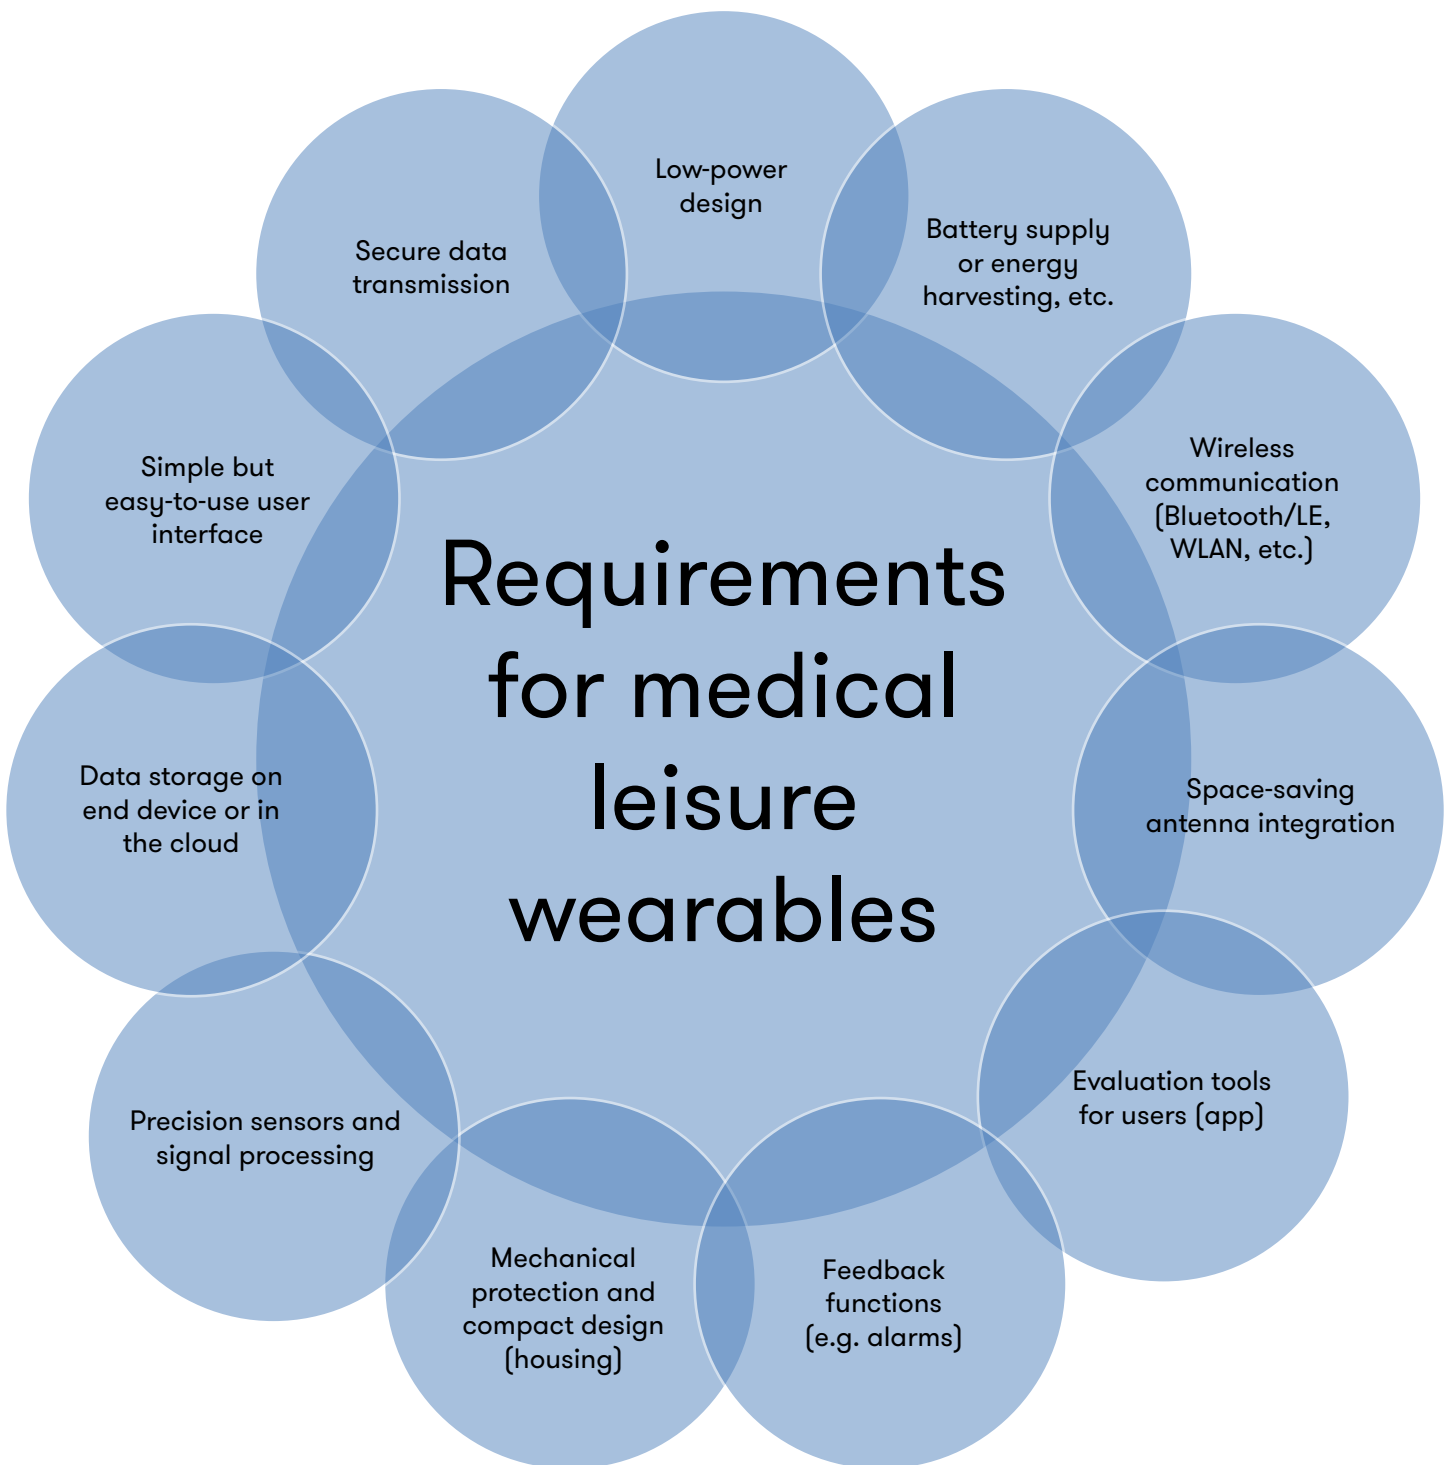 Low-power
design
Battery supply
or energy
harvesting, etc.
Wireless
communication
(Bluetooth/LE,
WLAN, etc.)
Space-saving
antenna integration
Evaluation tools
for users (app)
Feedback
functions
(e.g. alarms)
Mechanical
protection and
compact design
(housing)
Precision sensors and
signal processing
Data storage on
end device or in
the cloud
Simple but
easy-to-use user
interface
Secure data
transmission
Requirements
for medical
leisure
wearables